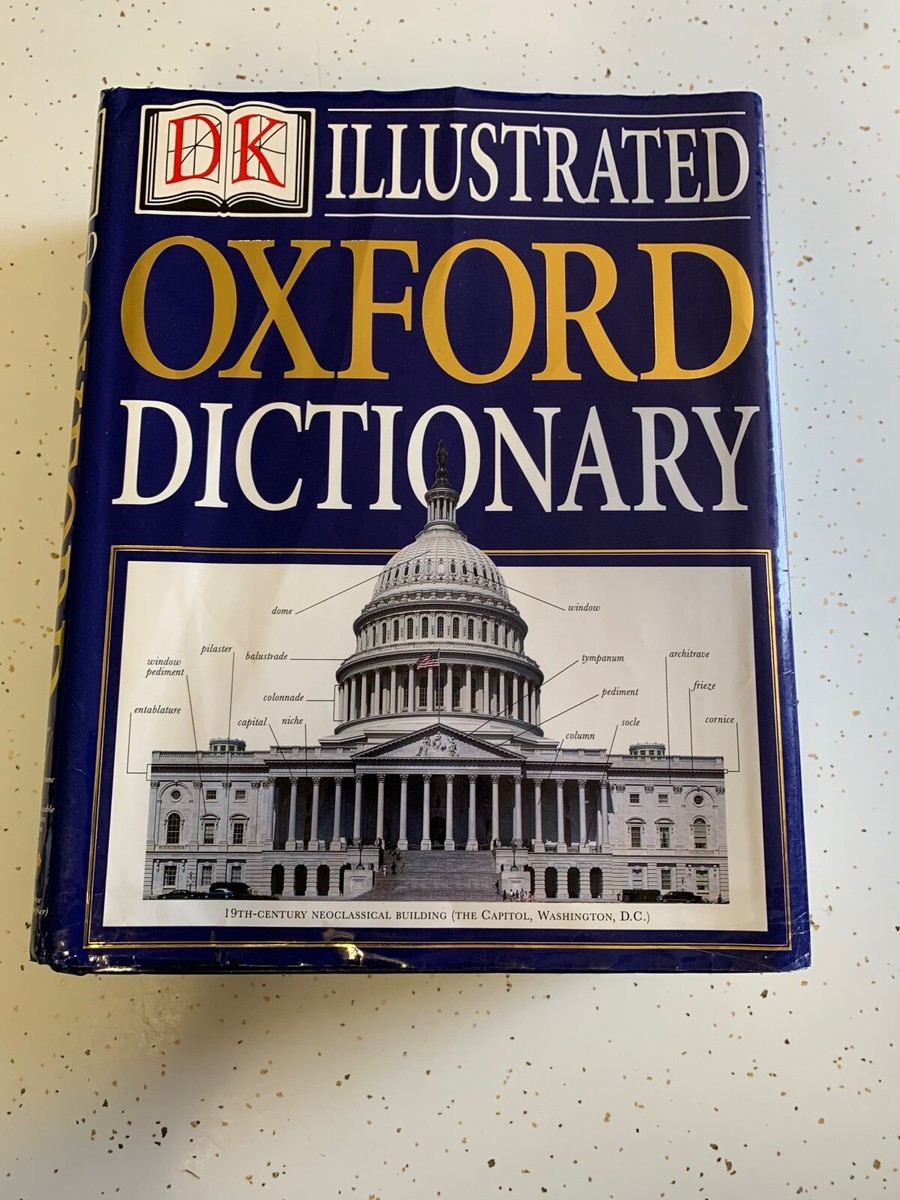 DK
ILLUSTRATED
OXFORD
DICTIONARY
dome
window
pilaster
balustrade
tympanum
architrave
window
pediment
pediment
frieze
colonnade
entablature
capital
niche
column
socle
cornice
19TH-CENTURY NEOCLASSICAL BUILDING (THE CAPITOL, WASHINGTON, D.C.)